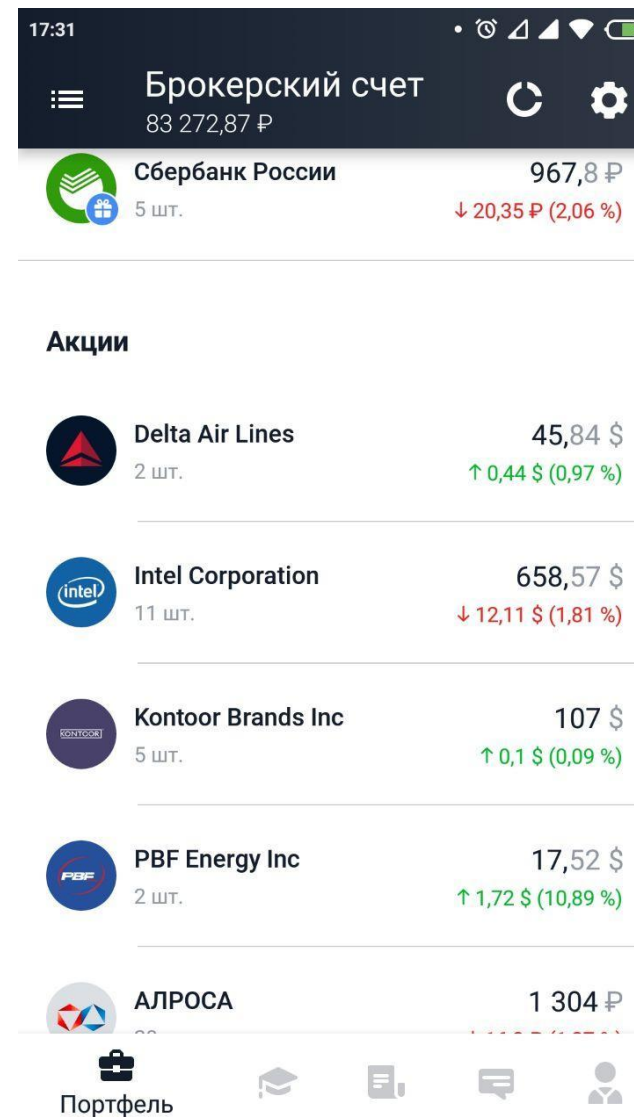 17:31
Брокерский счет
83 272,87 ₽
Сбербанк России
967,8 ₽
5 шт.
↓ 20,35 ₽ (2,06 %)
Акции
Delta Air Lines
45,84 $
2 шт.
↑ 0,44 $ (0,97 %)
intel
Intel Corporation
658,57 $
11 шт.
↓ 12,11 $ (1,81 %)
KONTOOR
Kontoor Brands Inc
107 $
5 шт.
↑ 0,1 $ (0,09 %)
PBF
PBF Energy Inc
17,52 $
2 шт.
↑ 1,72 $ (10,89 %)
АЛРОСА
1 304 ₽
Портфель